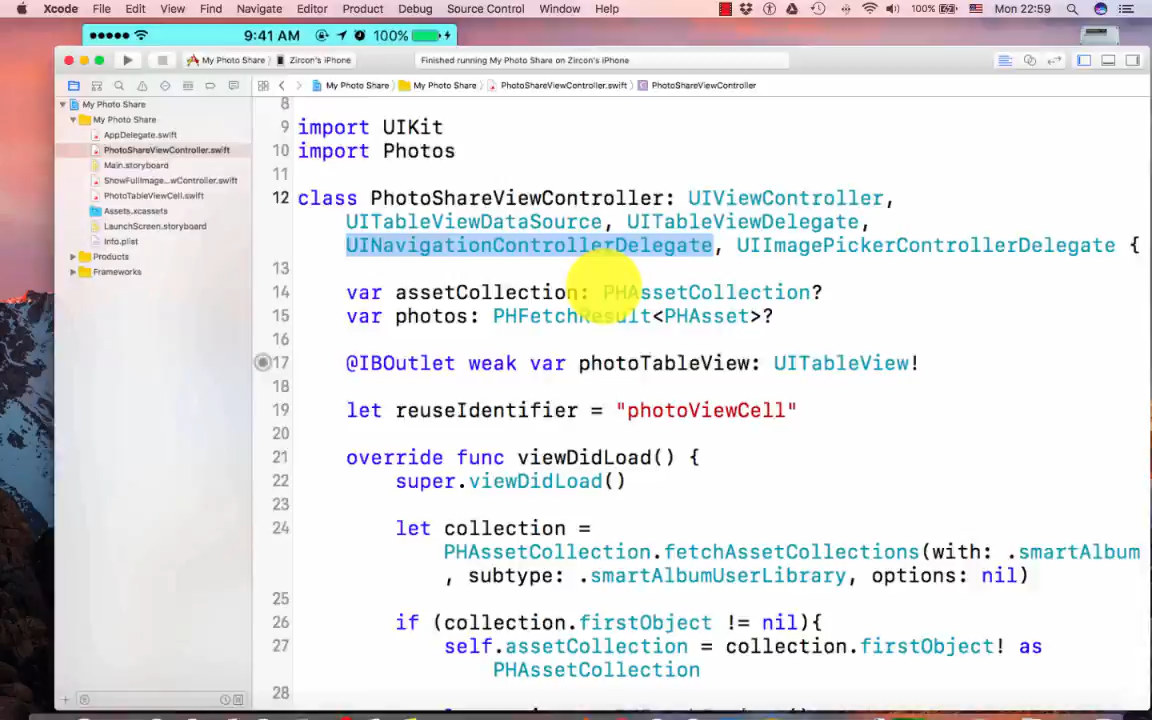 Xcode File Edit View Find Navigate Editor Product Debug Source Control Window Help 100% Mon 22:59
9:41 AM 100%
My Photo Share Zircon's iPhone Finished running My Photo Share on Zircon's iPhone
My Photo Share My Photo Share PhotoShareViewController.swift PhotoShareViewController
My Photo Share
My Photo Share
AppDelegate.swift
PhotoShareViewController.swift
Main.storyboard
ShowFullImage...wController.swift
PhotoTableViewCell.swift
Assets.xcassets
LaunchScreen.storyboard
Info.plist
Products
Frameworks
8
9 import UIKit
10 import Photos
11
12 class PhotoShareViewController: UIViewController,
UITableViewDataSource, UITableViewDelegate,
UINavigationControllerDelegate, UIImagePickerControllerDelegate {
13
14 var assetCollection: PHAssetCollection?
15 var photos: PHFetchResult<PHAsset>?
16
17 @IBOutlet weak var photoTableView: UITableView!
18
19 let reuseIdentifier = "photoViewCell"
20
21 override func viewDidLoad() {
22 super.viewDidLoad()
23
24 let collection =
PHAssetCollection.fetchAssetCollections(with: .smartAlbum
, subtype: .smartAlbumUserLibrary, options: nil)
25
26 if (collection.firstObject != nil){
27 self.assetCollection = collection.firstObject! as
PHAssetCollection
28